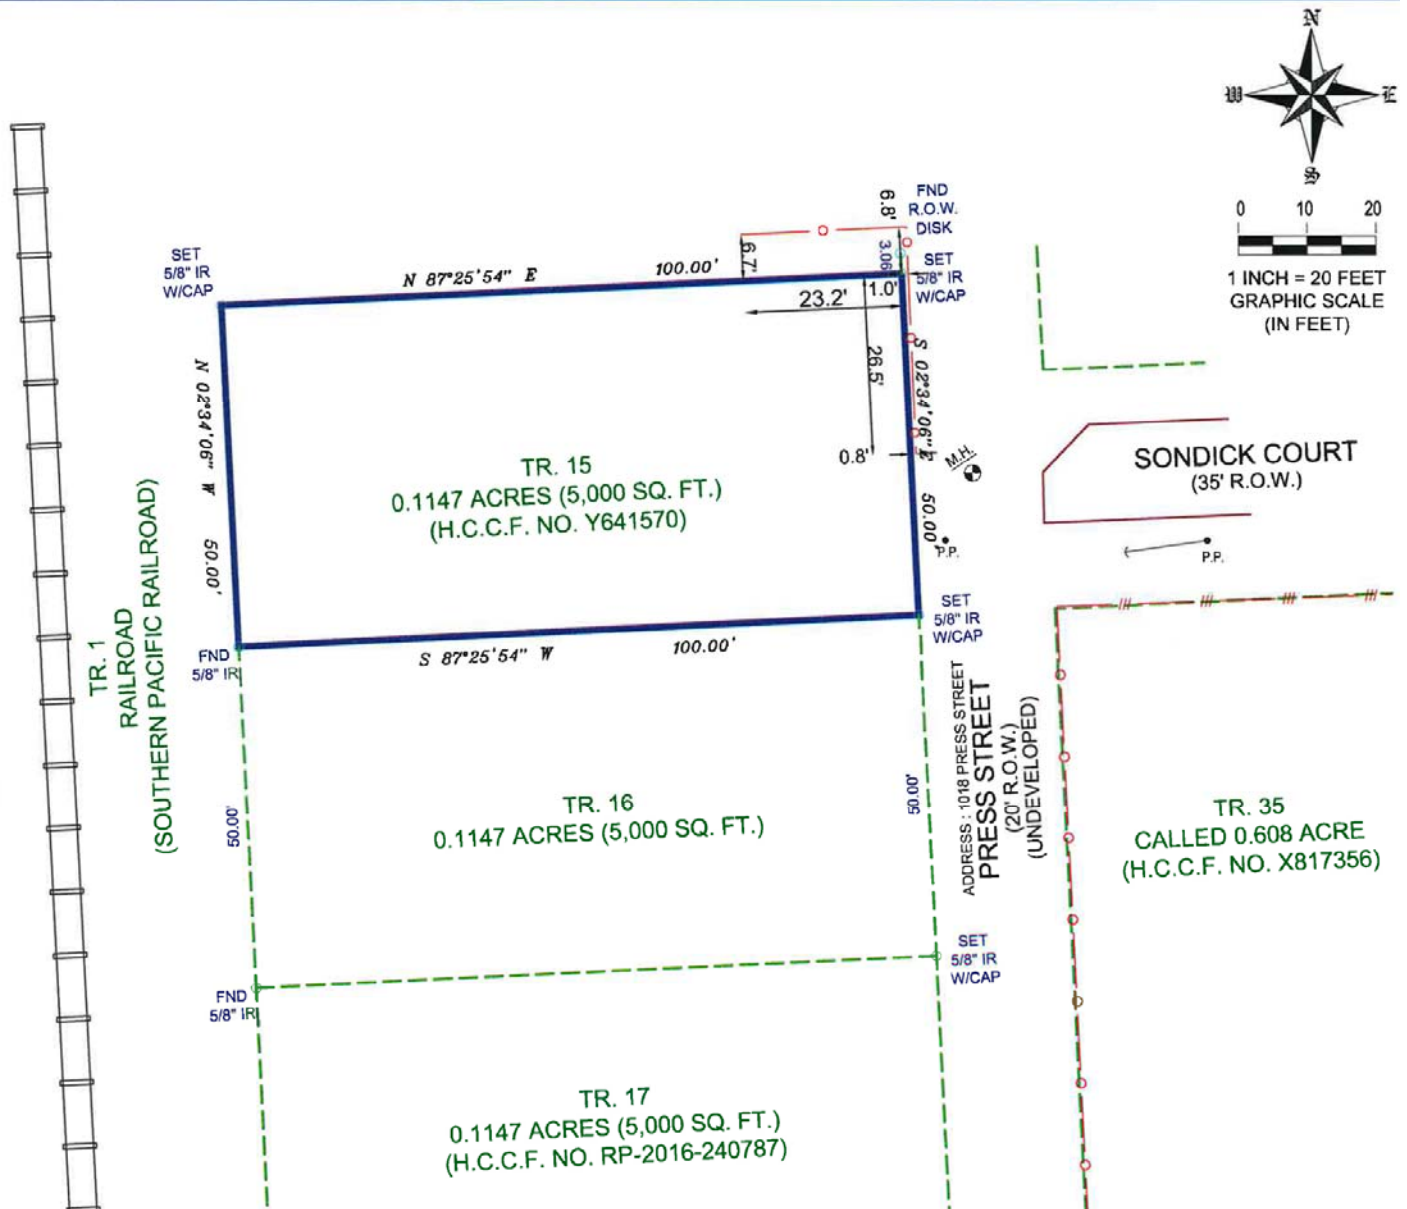 N
W
E
S
0 10 20
1 INCH = 20 FEET
GRAPHIC SCALE
(IN FEET)
FND
R.O.W.
DISK
6.8'
3.06'
6.7'
SET
5/8" IR
W/CAP
SET
5/8" IR
W/CAP
N 87°25'54" E
100.00'
1.0'
23.2'
26.5'
0.8'
S 02°34'06" E
50.00'
N 02°34'06" W
50.00'
TR. 15
0.1147 ACRES (5,000 SQ. FT.)
(H.C.C.F. NO. Y641570)
M.H.
P.P.
SONDICK COURT
(35' R.O.W.)
P.P.
SET
5/8" IR
W/CAP
FND
5/8" IR
S 87°25'54" W
100.00'
TR. 1
RAILROAD
(SOUTHERN PACIFIC RAILROAD)
ADDRESS : 1018 PRESS STREET
PRESS STREET
(20' R.O.W.)
(UNDEVELOPED)
50.00'
50.00'
TR. 16
0.1147 ACRES (5,000 SQ. FT.)
TR. 35
CALLED 0.608 ACRE
(H.C.C.F. NO. X817356)
SET
5/8" IR
W/CAP
FND
5/8" IR
TR. 17
0.1147 ACRES (5,000 SQ. FT.)
(H.C.C.F. NO. RP-2016-240787)